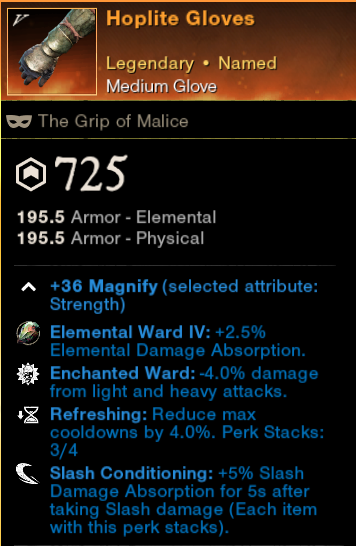 V
Hoplite Gloves
Legendary • Named
Medium Glove
The Grip of Malice
725
195.5 Armor - Elemental
195.5 Armor - Physical
+36 Magnify (selected attribute:
Strength)
Elemental Ward IV: +2.5%
Elemental Damage Absorption.
Enchanted Ward: -4.0% damage
from light and heavy attacks.
Refreshing: Reduce max
cooldowns by 4.0%. Perk Stacks:
3/4
Slash Conditioning: +5% Slash
Damage Absorption for 5s after
taking Slash damage (Each item
with this perk stacks).